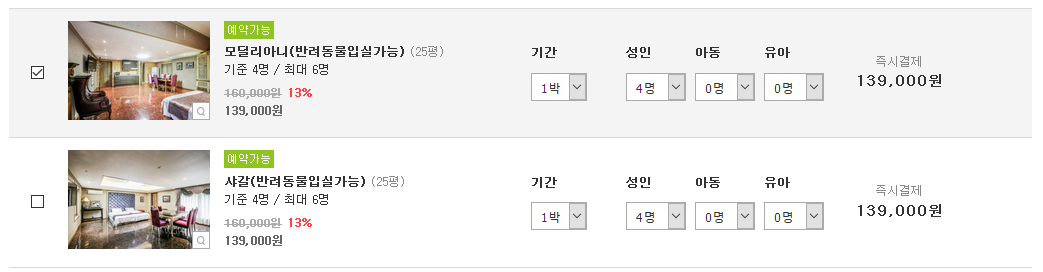 예약가능
모딜리아니(반려동물입실가능) (25평)
기준 4명 / 최대 6명
160,000원 13%
139,000원
기간 성인 아동 유아
1박 4명 0명 0명
즉시결제
139,000원
예약가능
샤갈(반려동물입실가능) (25평)
기준 4명 / 최대 6명
160,000원 13%
139,000원
기간 성인 아동 유아
1박 4명 0명 0명
즉시결제
139,000원